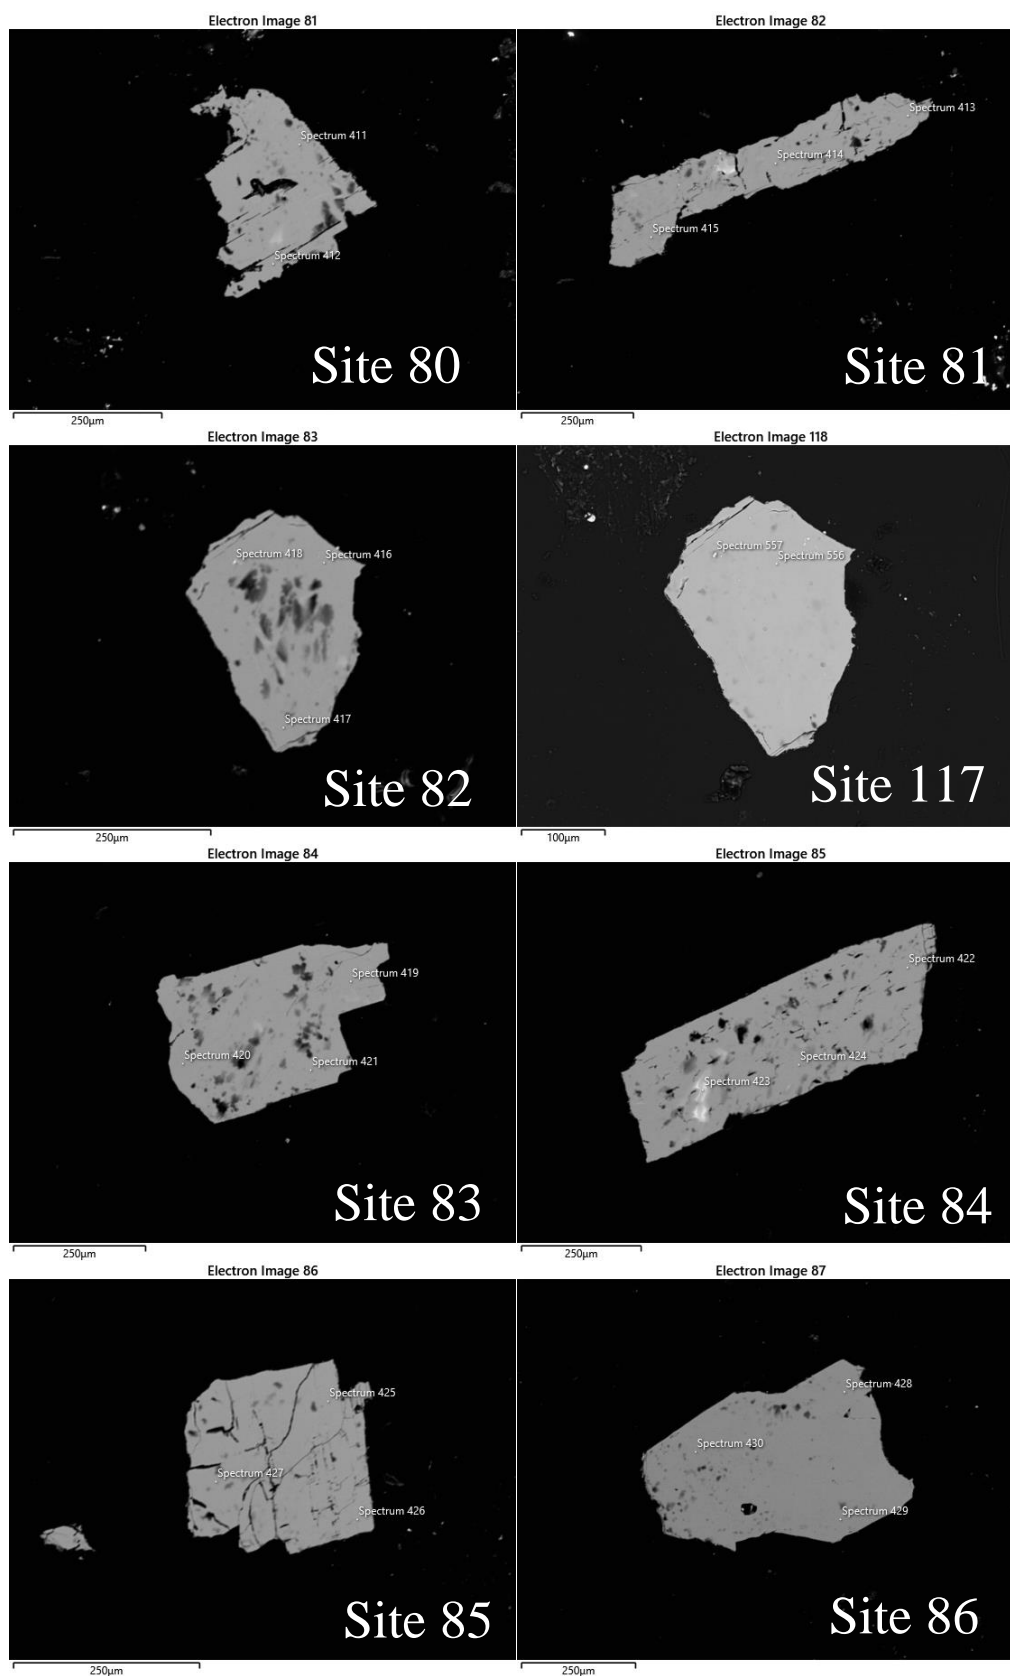 Electron Image 81
Spectrum 411
Spectrum 412
Site 80
250µm
Electron Image 82
Spectrum 413
Spectrum 414
Spectrum 415
Site 81
250µm
Electron Image 83
Spectrum 418
Spectrum 416
Spectrum 417
Site 82
250µm
Electron Image 118
Spectrum 557
Spectrum 556
Site 117
100µm
Electron Image 84
Spectrum 419
Spectrum 420
Spectrum 421
Site 83
250µm
Electron Image 85
Spectrum 422
Spectrum 424
Spectrum 423
Site 84
250µm
Electron Image 86
Spectrum 425
Spectrum 427
Spectrum 426
Site 85
250µm
Electron Image 87
Spectrum 428
Spectrum 430
Spectrum 429
Site 86
250µm